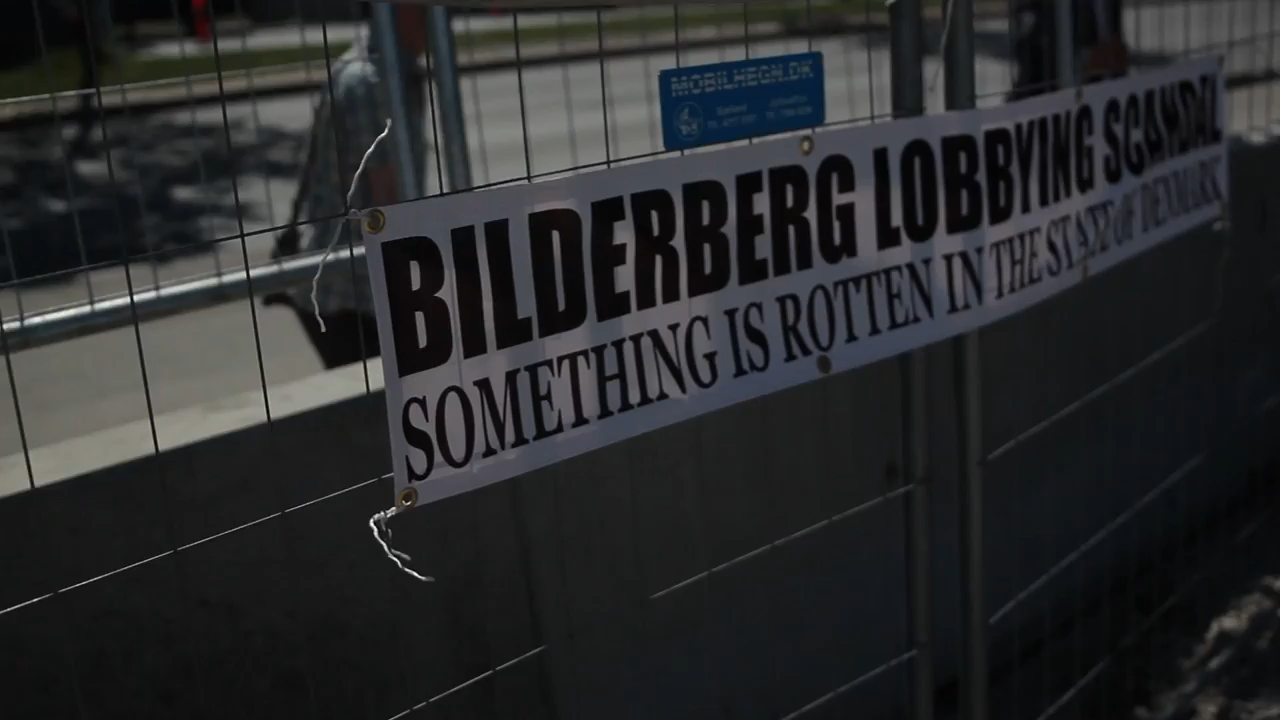 MOBILHEGN.DK
BILDERBERG LOBBYING SCANDAL
SOMETHING IS ROTTEN IN THE STATE OF DENMARK